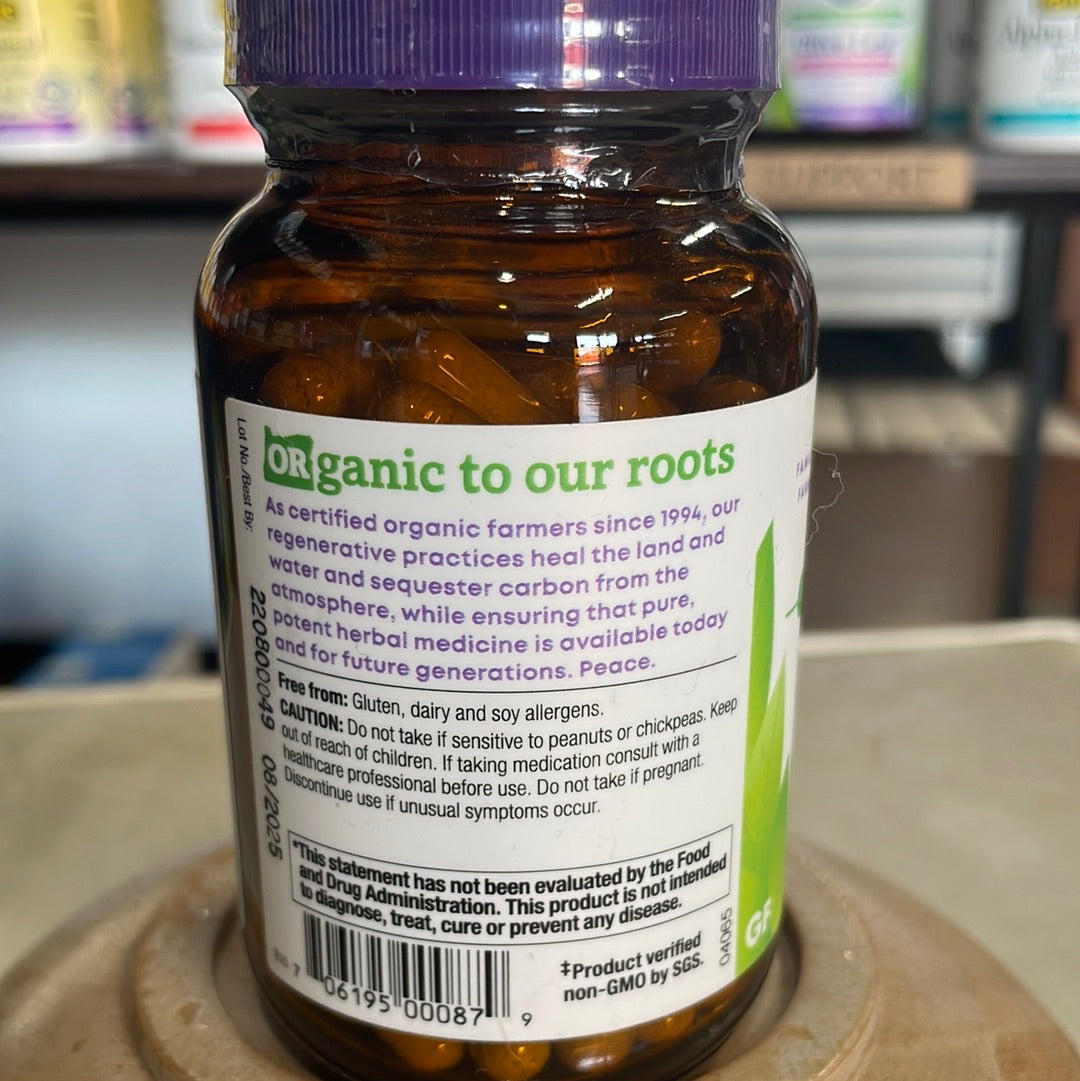 ORganic to our roots
As certified organic farmers since 1994, our
regenerative practices heal the land and
water and sequester carbon from the
atmosphere, while ensuring that pure,
potent herbal medicine is available today
and for future generations. Peace.
Free from: Gluten, dairy and soy allergens.
CAUTION: Do not take if sensitive to peanuts or chickpeas. Keep
out of reach of children. If taking medication consult with a
healthcare professional before use. Do not take if pregnant.
Discontinue use if unusual symptoms occur.
*This statement has not been evaluated by the Food
and Drug Administration. This product is not intended
to diagnose, treat, cure or prevent any disease.
7 06195 00087 9
‡Product verified
non-GMO by SGS.
04065
GF
Lot No./Best By:
220800049 08/2025